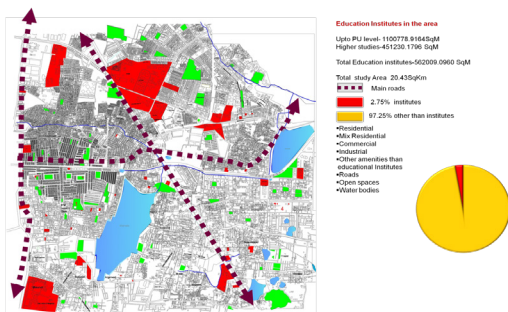 Education Institutes in the area
Upto PU level- 1100778.9164SqM
Higher studies-451230.1796 SqM
Total Education institutes-562009.0960 SqM
Total study Area 20.43SqKm
Main roads
2.75% institutes
97.25% other than institutes
•Residential
•Mix Residential
•Commercial
•Industrial
•Other amenities than
educational Institutes
•Roads
•Open spaces
•Water bodies